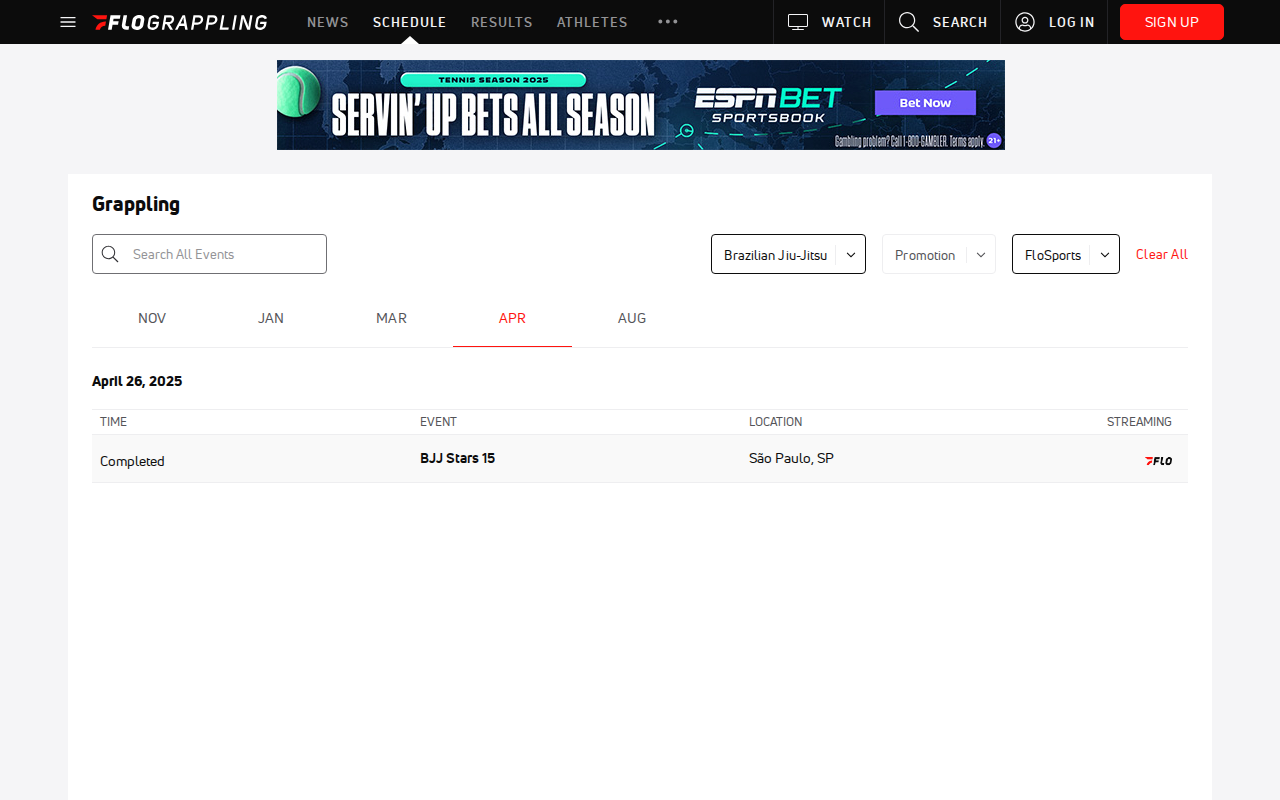 FLOGRAPPLING NEWS SCHEDULE RESULTS ATHLETES WATCH SEARCH LOG IN SIGN UP
TENNIS SEASON 2025
SERVIN' UP BETS ALL SEASON
ESPN BET
SPORTSBOOK
Bet Now
Gambling problem? Call 1-800-GAMBLER. Terms apply. 21+
Grappling
Search All Events Brazilian Jiu-Jitsu Promotion FloSports Clear All
NOV JAN MAR APR AUG
April 26, 2025
TIME EVENT LOCATION STREAMING
Completed BJJ Stars 15 São Paulo, SP FLO